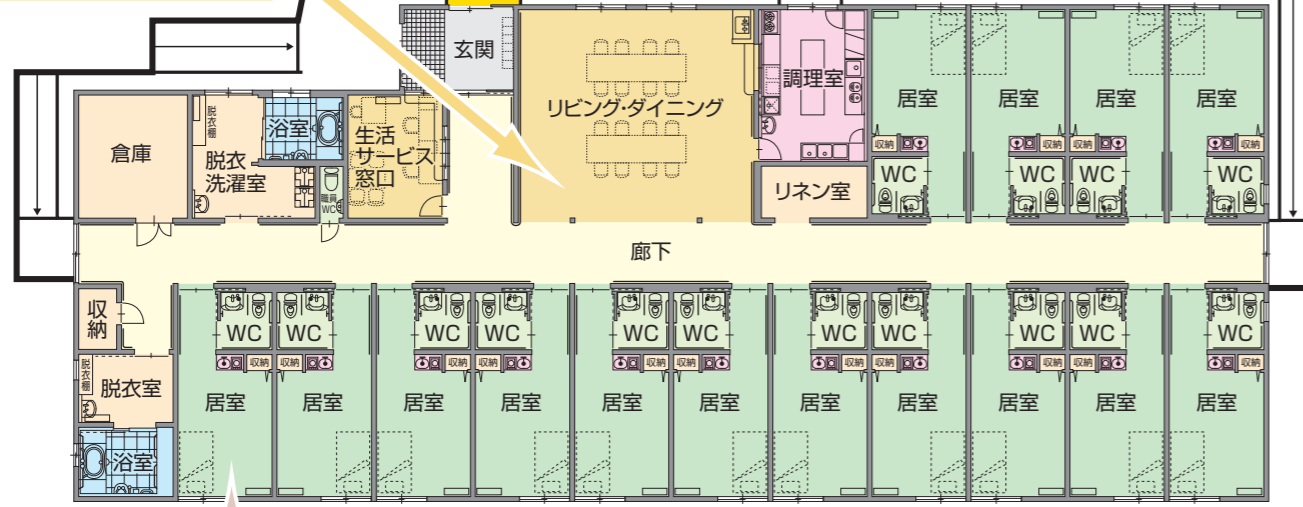 玄関
リビング・ダイニング
調理室
居室
居室
居室
居室
倉庫
脱衣棚
脱衣
洗濯室
浴室
職員
WC
生活
サービス
窓口
収納
収納
収納
収納
WC
WC
WC
WC
リネン室
廊下
収納
WC
WC
WC
WC
WC
WC
WC
WC
WC
WC
WC
収納
収納
収納
収納
収納
収納
収納
収納
収納
収納
収納
脱衣棚
脱衣室
居室
居室
居室
居室
居室
居室
居室
居室
居室
居室
居室
浴室